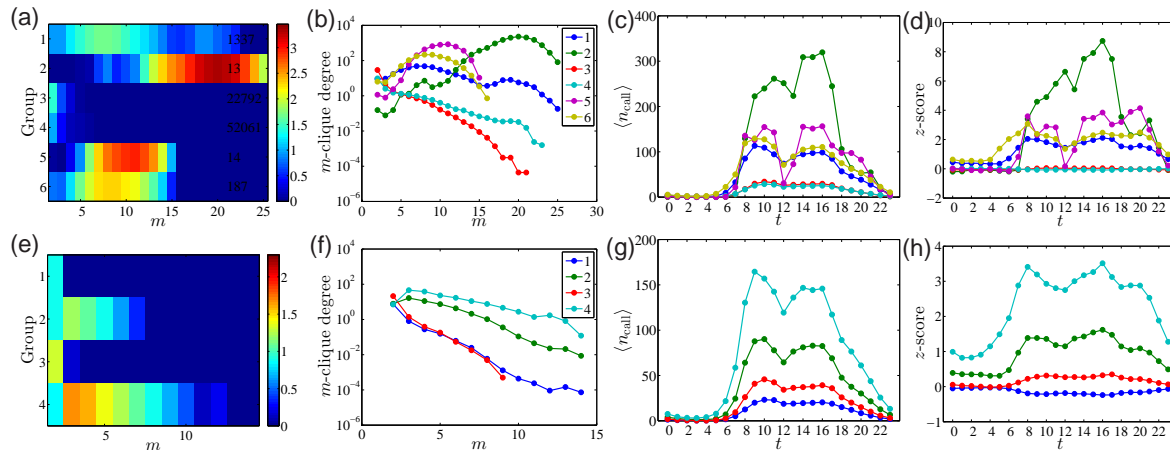 (a)
Group
1
2
3
4
5
6
1337
13
22792
52061
14
187
5
10
15
20
25
m
3
2.5
2
1.5
1
0.5
0
(b)
m-clique degree
10^4
10^2
10^0
10^-2
10^-4
10^-6
0 5 10 15 20 25 30
m
1
2
3
4
5
6
(c)
⟨n_call⟩
400
300
200
100
0
0 2 4 6 8 10 12 14 16 18 20 22
t
(d)
z-score
10
8
6
4
2
0
−2
0 2 4 6 8 10 12 14 16 18 20 22
t
(e)
Group
1
2
3
4
5 10
m
2
1.5
1
0.5
0
(f)
m-clique degree
10^4
10^2
10^0
10^-2
10^-4
10^-6
0 5 10 15
m
1
2
3
4
(g)
⟨n_call⟩
200
150
100
50
0
0 2 4 6 8 10 12 14 16 18 20 22
t
(h)
z-score
4
3
2
1
0
−1
0 2 4 6 8 10 12 14 16 18 20 22
t